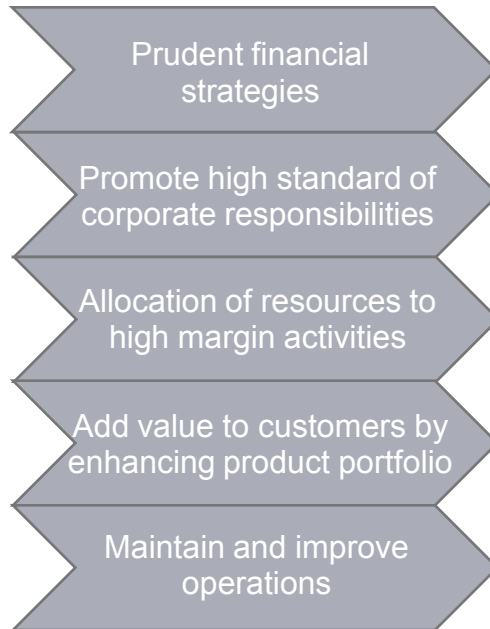 Prudent financial
strategies
Promote high standard of
corporate responsibilities
Allocation of resources to
high margin activities
Add value to customers by
enhancing product portfolio
Maintain and improve
operations